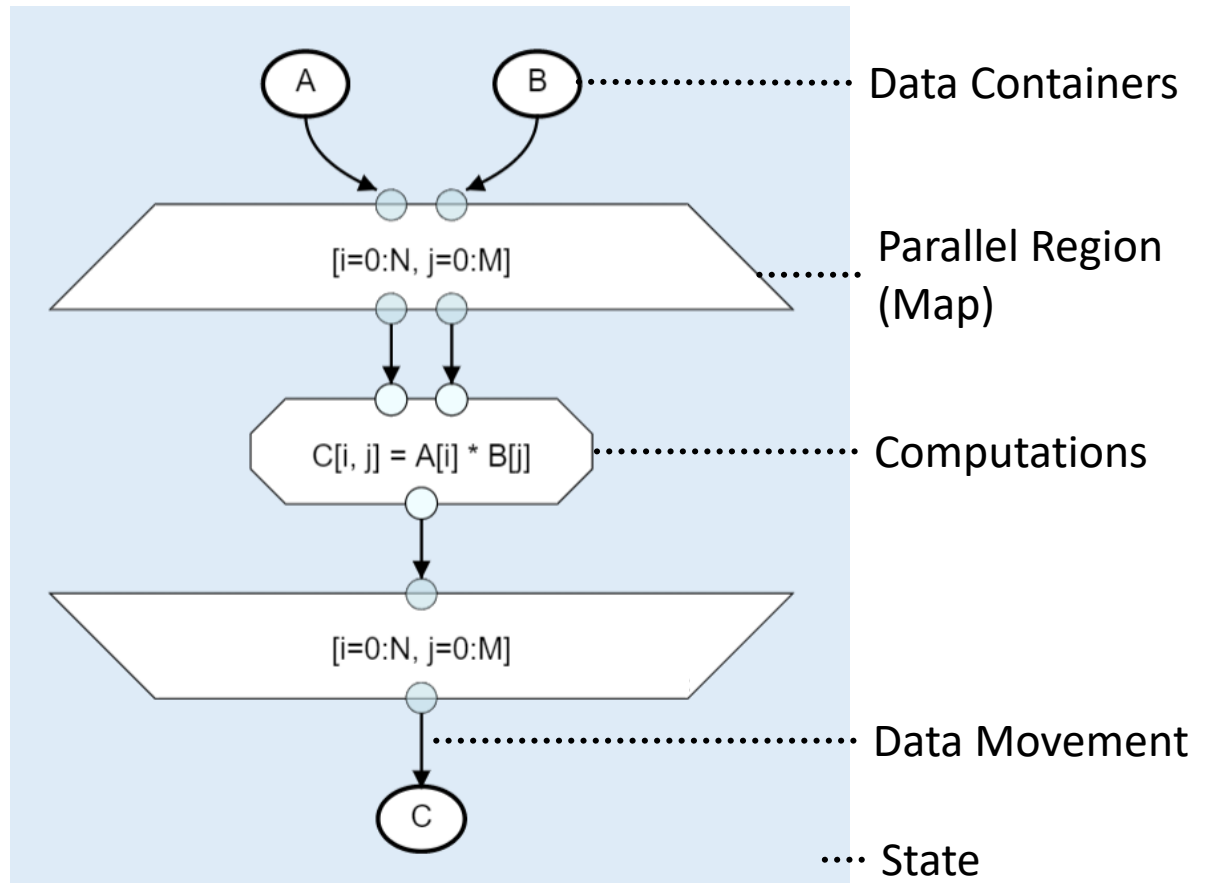 A
B
Data Containers
[i=0:N, j=0:M]
Parallel Region
(Map)
C[i, j] = A[i] * B[j]
Computations
[i=0:N, j=0:M]
Data Movement
C
State